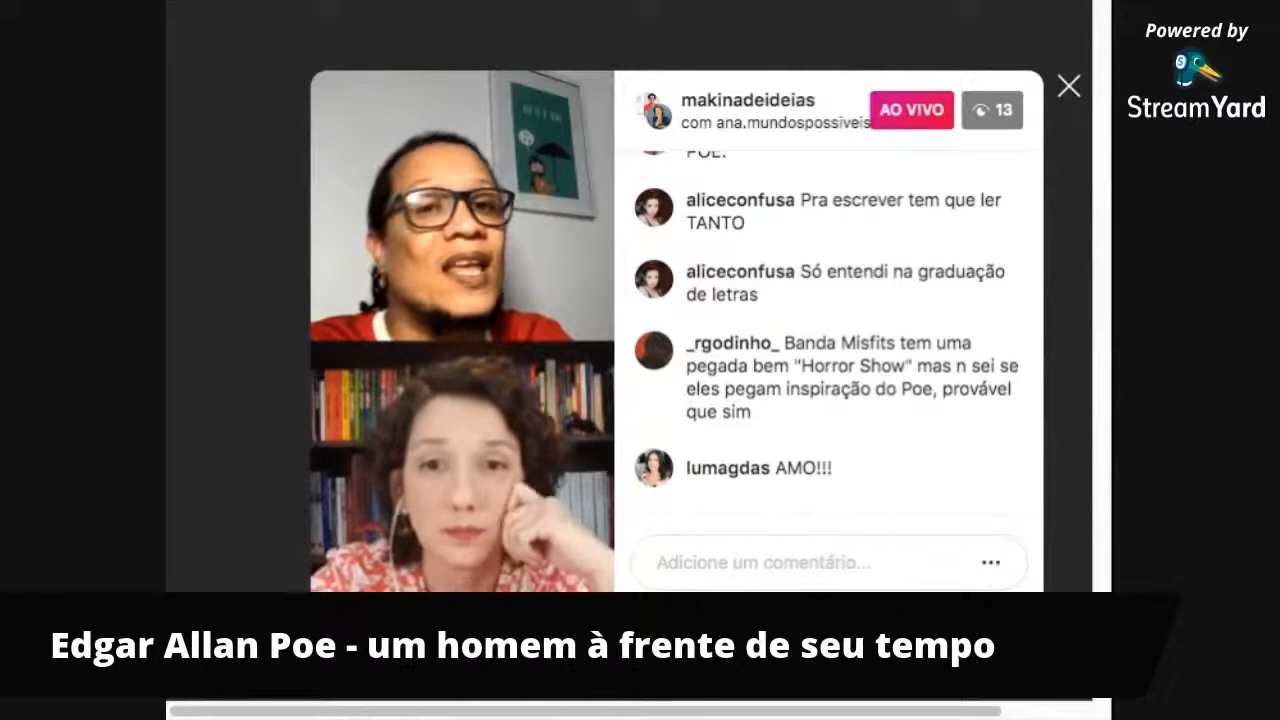 Powered by
StreamYard
makinadeideias
com ana.mundospossiveis
AO VIVO
13
POE.
aliceconfusa Pra escrever tem que ler
TANTO
aliceconfusa Só entendi na graduação
de letras
_rgodinho_ Banda Misfits tem uma
pegada bem "Horror Show" mas n sei se
eles pegam inspiração do Poe, provável
que sim
lumagdas AMO!!!
Adicione um comentário...
Edgar Allan Poe - um homem à frente de seu tempo